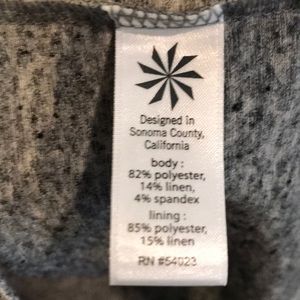 Designed in
Sonoma County,
California
body :
82% polyester,
14% linen,
4% spandex
lining :
85% polyester,
15% linen
RN #54023